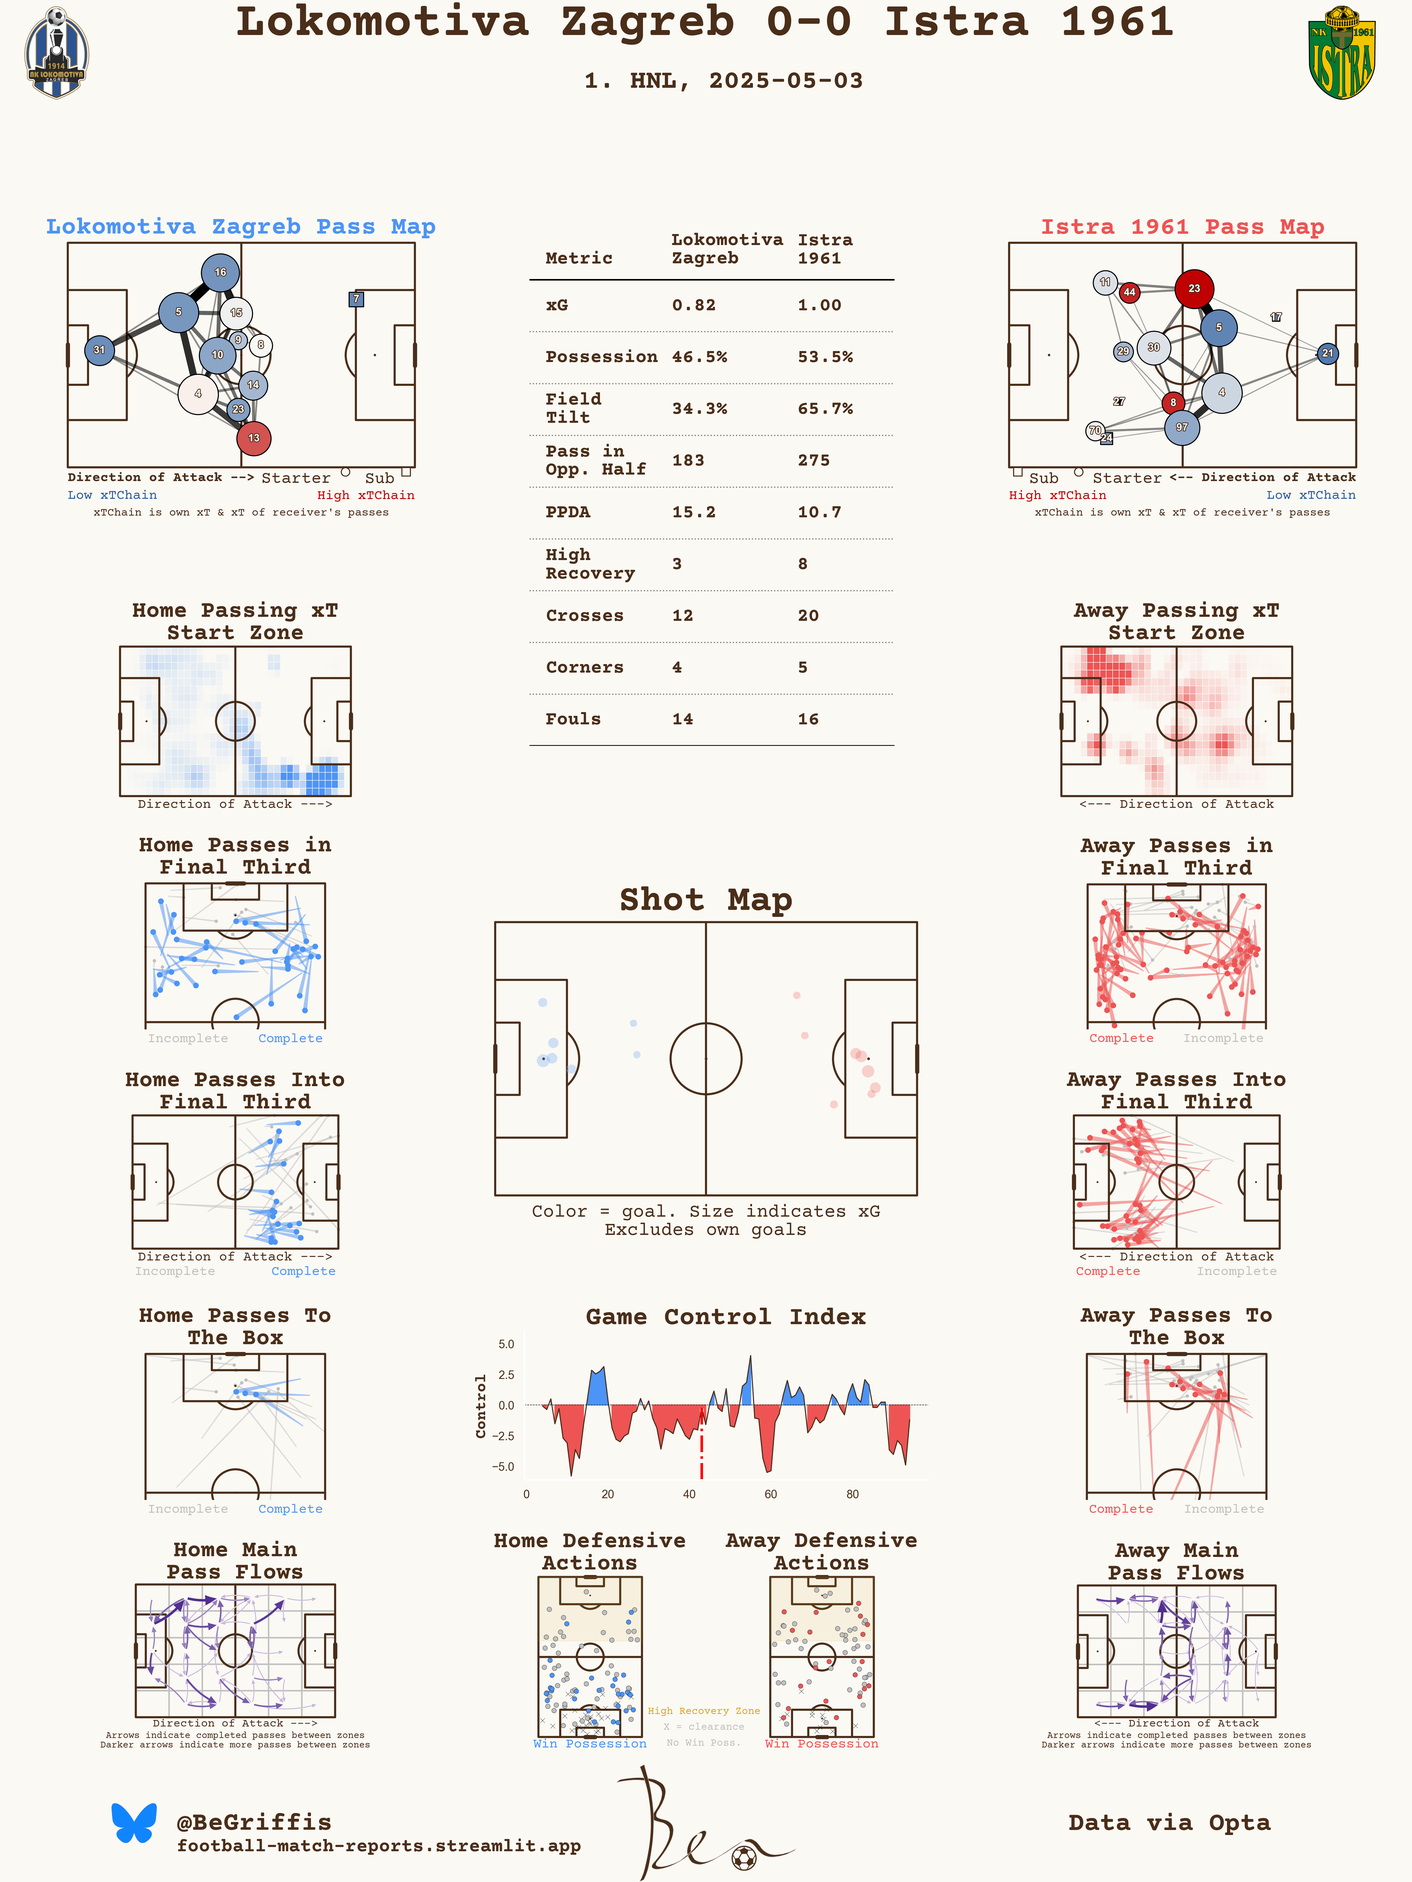 Lokomotiva Zagreb 0-0 Istra 1961
1. HNL, 2025-05-03
1914
NK LOKOMOTIVA
ZAGREB
NK 1961
ISTRA
Lokomotiva Zagreb Pass Map
16
7
5
15
9
8
31
10
14
4
23
13
Direction of Attack --> Starter Sub
Low xTChain High xTChain
xTChain is own xT & xT of receiver's passes
Metric Lokomotiva Zagreb Istra 1961
xG 0.82 1.00
Possession 46.5% 53.5%
Field Tilt 34.3% 65.7%
Pass in Opp. Half 183 275
PPDA 15.2 10.7
High Recovery 3 8
Crosses 12 20
Corners 4 5
Fouls 14 16
Istra 1961 Pass Map
11
44
23
17
5
29
30
21
4
27
8
97
70
24
Sub Starter <-- Direction of Attack
High xTChain Low xTChain
xTChain is own xT & xT of receiver's passes
Home Passing xT
Start Zone
Direction of Attack --->
Away Passing xT
Start Zone
<--- Direction of Attack
Home Passes in
Final Third
Incomplete Complete
Away Passes in
Final Third
Complete Incomplete
Shot Map
Color = goal. Size indicates xG
Excludes own goals
Home Passes Into
Final Third
Direction of Attack --->
Incomplete Complete
Away Passes Into
Final Third
<--- Direction of Attack
Complete Incomplete
Home Passes To
The Box
Incomplete Complete
Game Control Index
Control
5.0
2.5
0.0
−2.5
−5.0
0 20 40 60 80
Away Passes To
The Box
Complete Incomplete
Home Main
Pass Flows
Direction of Attack --->
Arrows indicate completed passes between zones
Darker arrows indicate more passes between zones
Home Defensive
Actions
Win Possession
High Recovery Zone
X = clearance
No Win Poss.
Away Defensive
Actions
Win Possession
Away Main
Pass Flows
<--- Direction of Attack
Arrows indicate completed passes between zones
Darker arrows indicate more passes between zones
@BeGriffis
football-match-reports.streamlit.app
Ben
Data via Opta